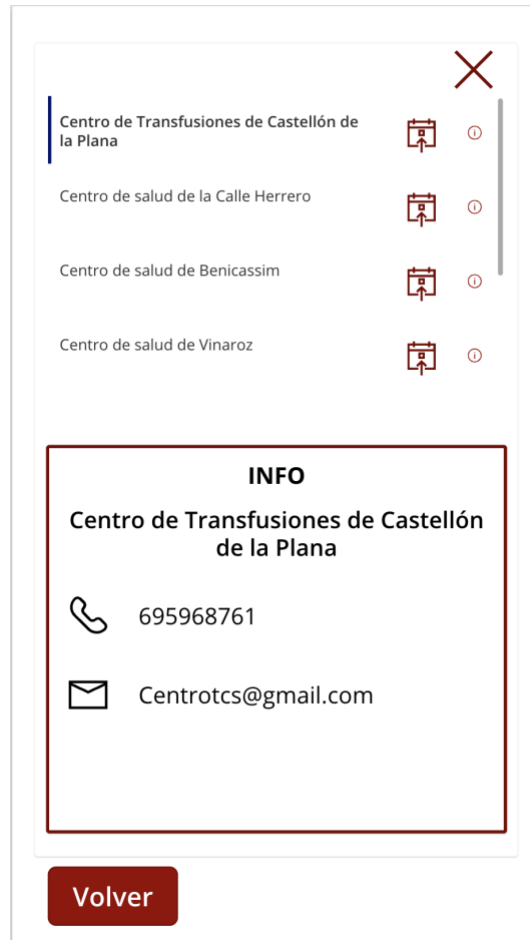 Centro de Transfusiones de Castellón de
la Plana
Centro de salud de la Calle Herrero
Centro de salud de Benicassim
Centro de salud de Vinaroz
INFO
Centro de Transfusiones de Castellón
de la Plana
695968761
Centrotcs@gmail.com
Volver